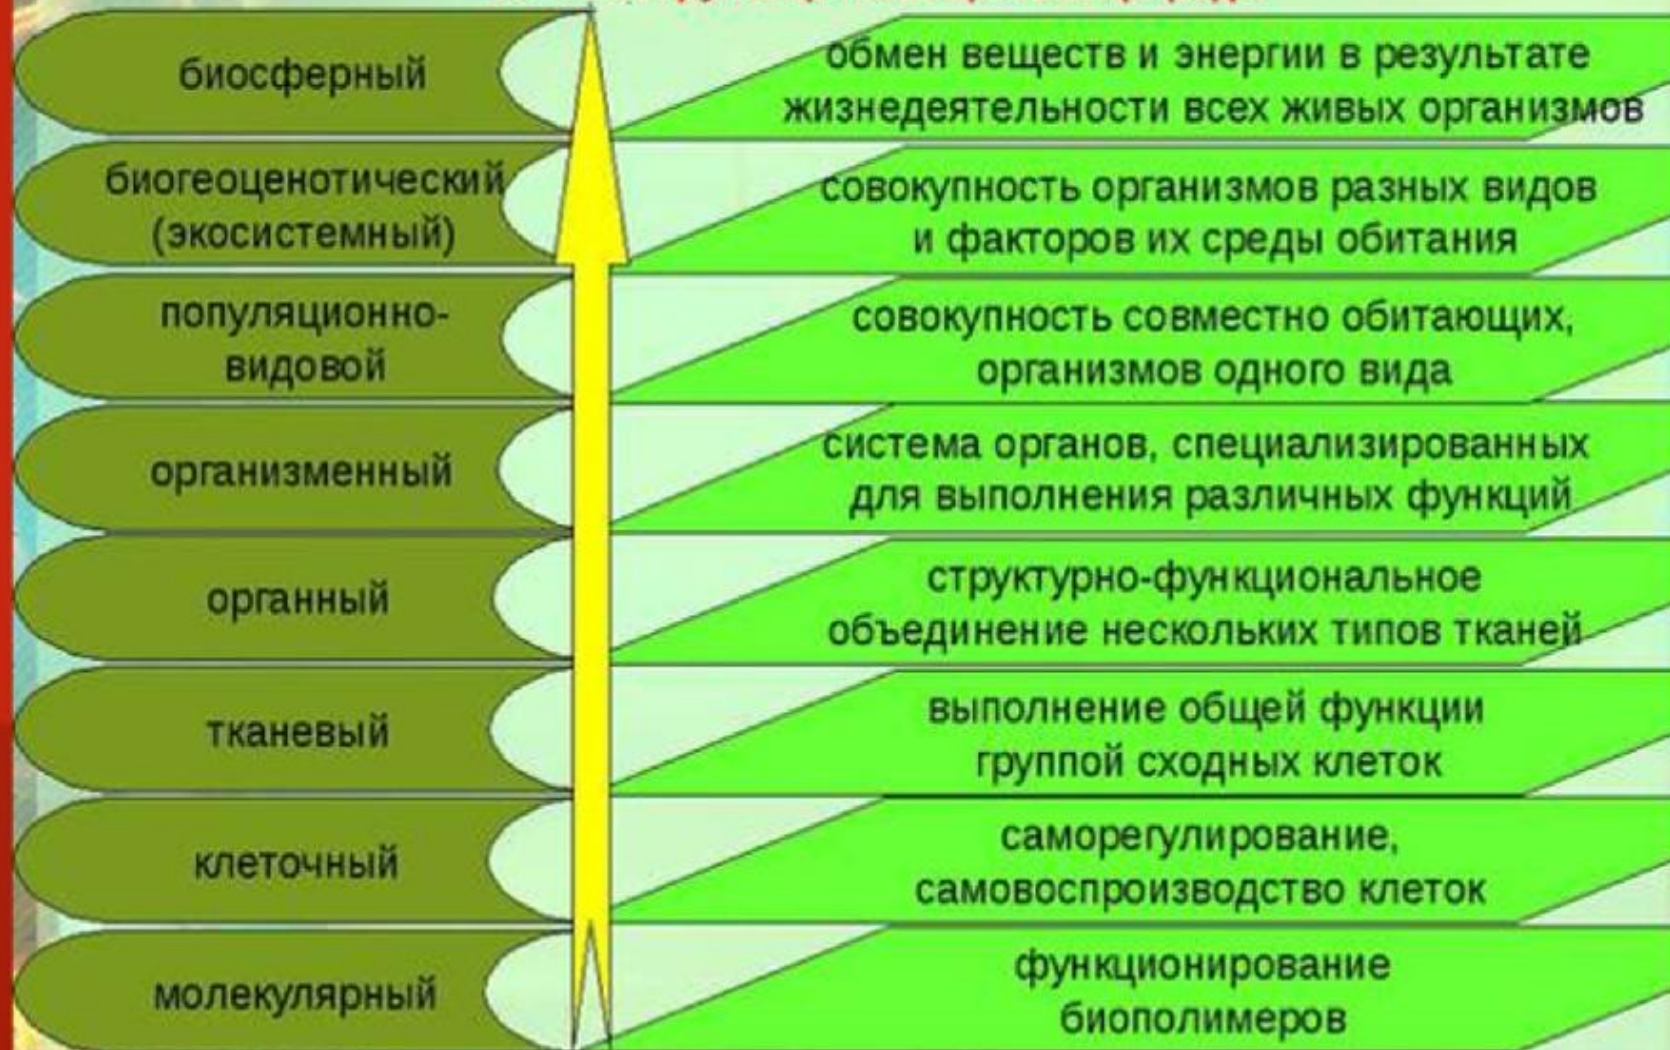 биосферный
обмен веществ и энергии в результате
жизнедеятельности всех живых организмов
биогеоценотический
(экосистемный)
совокупность организмов разных видов
и факторов их среды обитания
популяционно-
видовой
совокупность совместно обитающих,
организмов одного вида
организменный
система органов, специализированных
для выполнения различных функций
органный
структурно-функциональное
объединение нескольких типов тканей
тканевый
выполнение общей функции
группой сходных клеток
клеточный
саморегулирование,
самовоспроизводство клеток
молекулярный
функционирование
биополимеров